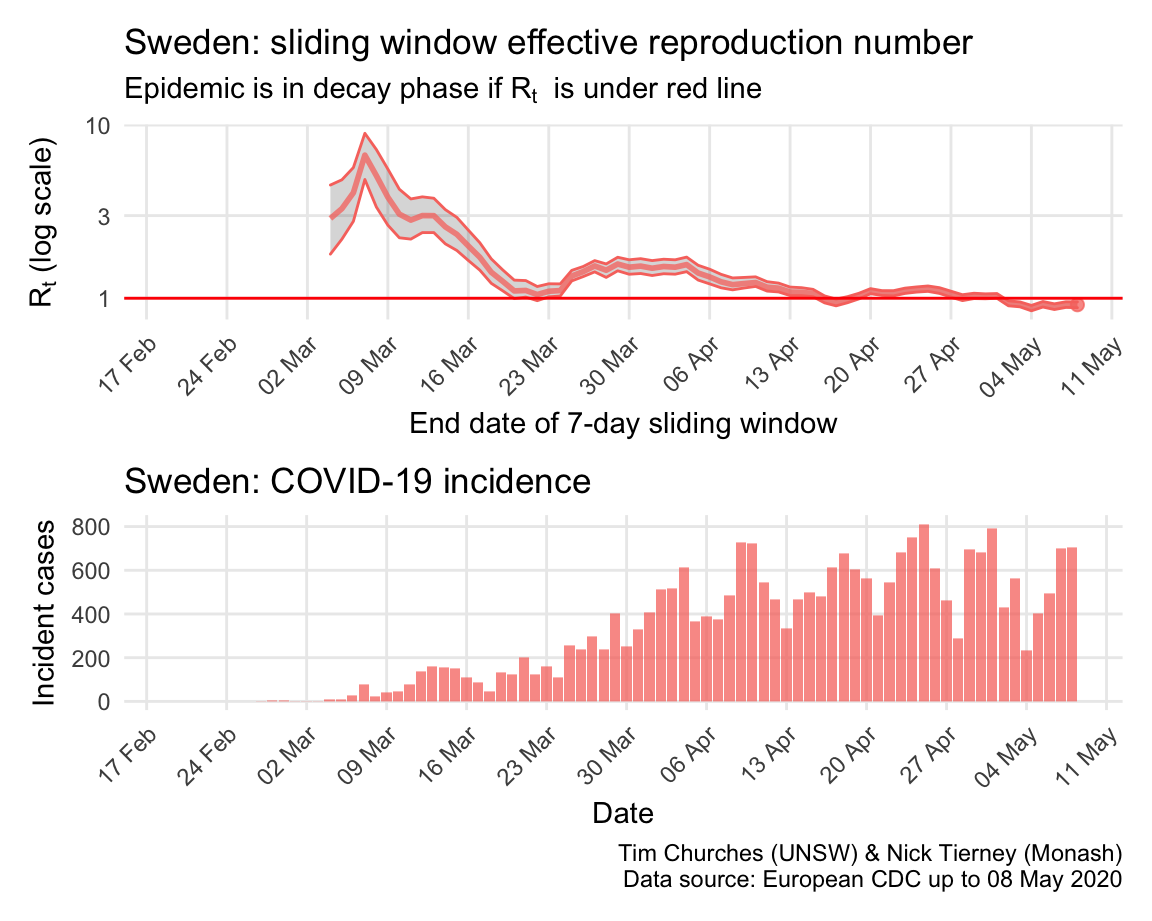 Sweden: sliding window effective reproduction number
Epidemic is in decay phase if Rt is under red line
Rt (log scale)
10
3
1
17 Feb
24 Feb
02 Mar
09 Mar
16 Mar
23 Mar
30 Mar
06 Apr
13 Apr
20 Apr
27 Apr
04 May
11 May
End date of 7-day sliding window
Sweden: COVID-19 incidence
Incident cases
800
600
400
200
0
17 Feb
24 Feb
02 Mar
09 Mar
16 Mar
23 Mar
30 Mar
06 Apr
13 Apr
20 Apr
27 Apr
04 May
11 May
Date
Tim Churches (UNSW) & Nick Tierney (Monash)
Data source: European CDC up to 08 May 2020